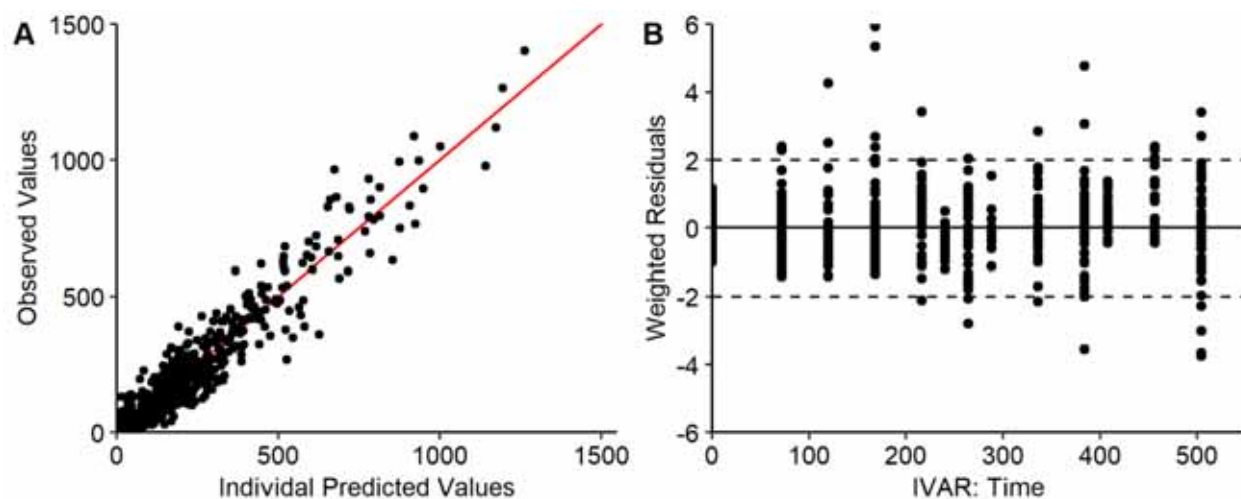 A
Observed Values
1500
1000
500
0
0 500 1000 1500
Individal Predicted Values
B
Weighted Residuals
6
4
2
0
-2
-4
-6
0 100 200 300 400 500
IVAR: Time